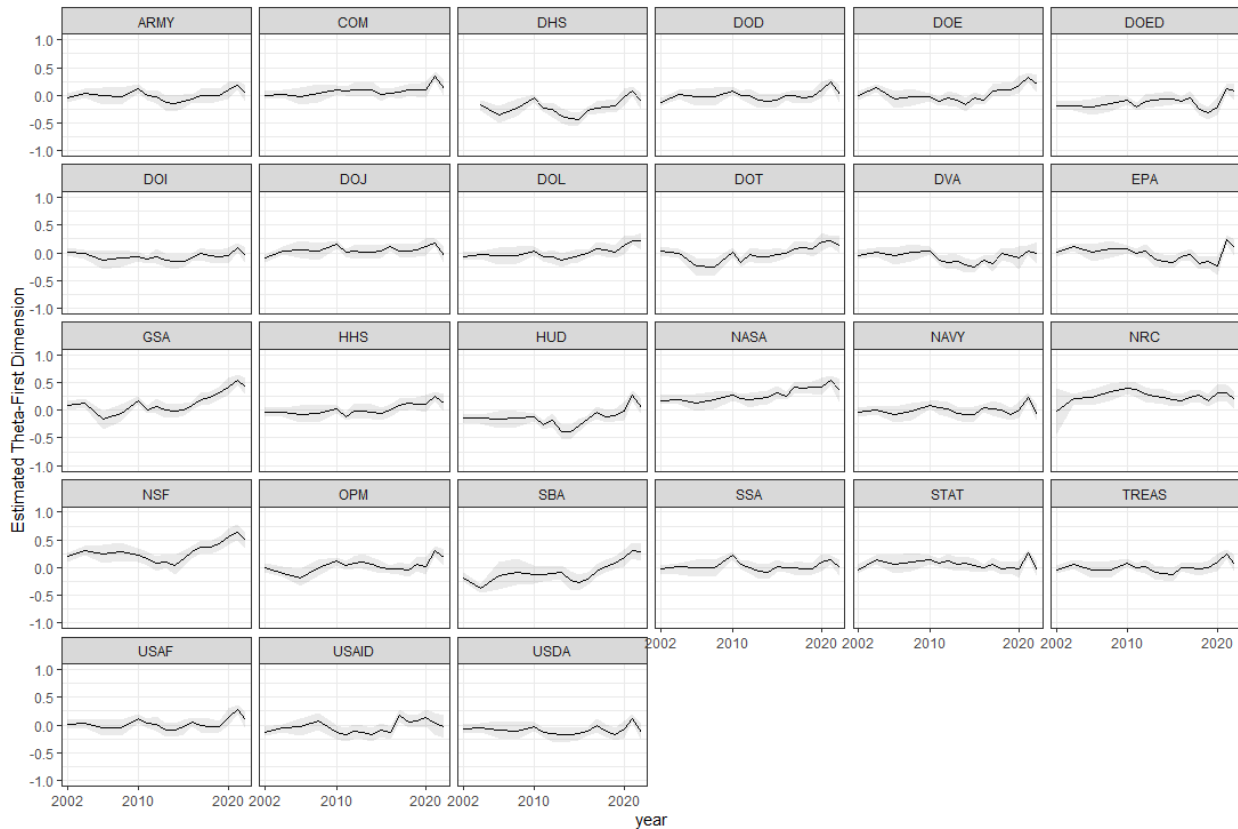 ARMY COM DHS DOD DOE DOED
1.0
0.5
0.0
-0.5
-1.0
DOI DOJ DOL DOT DVA EPA
1.0
0.5
0.0
-0.5
-1.0
GSA HHS HUD NASA NAVY NRC
1.0
0.5
0.0
-0.5
-1.0
NSF OPM SBA SSA STAT TREAS
1.0
0.5
0.0
-0.5
-1.0
2002 2010 2020 2002 2010 2020 2002 2010 2020
USAF USAID USDA
1.0
0.5
0.0
-0.5
-1.0
2002 2010 2020 2002 2010 2020 2002 2010 2020
year
Estimated Theta-First Dimension